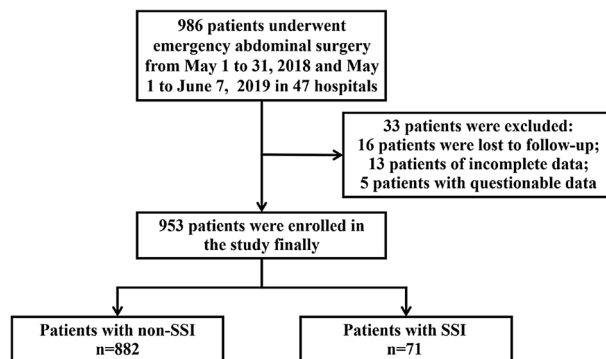 986 patients underwent
emergency abdominal surgery
from May 1 to 31, 2018 and May
1 to June 7, 2019 in 47 hospitals
33 patients were excluded:
16 patients were lost to follow-up;
13 patients of incomplete data;
5 patients with questionable data
953 patients were enrolled in
the study finally
Patients with non-SSI
n=882
Patients with SSI
n=71